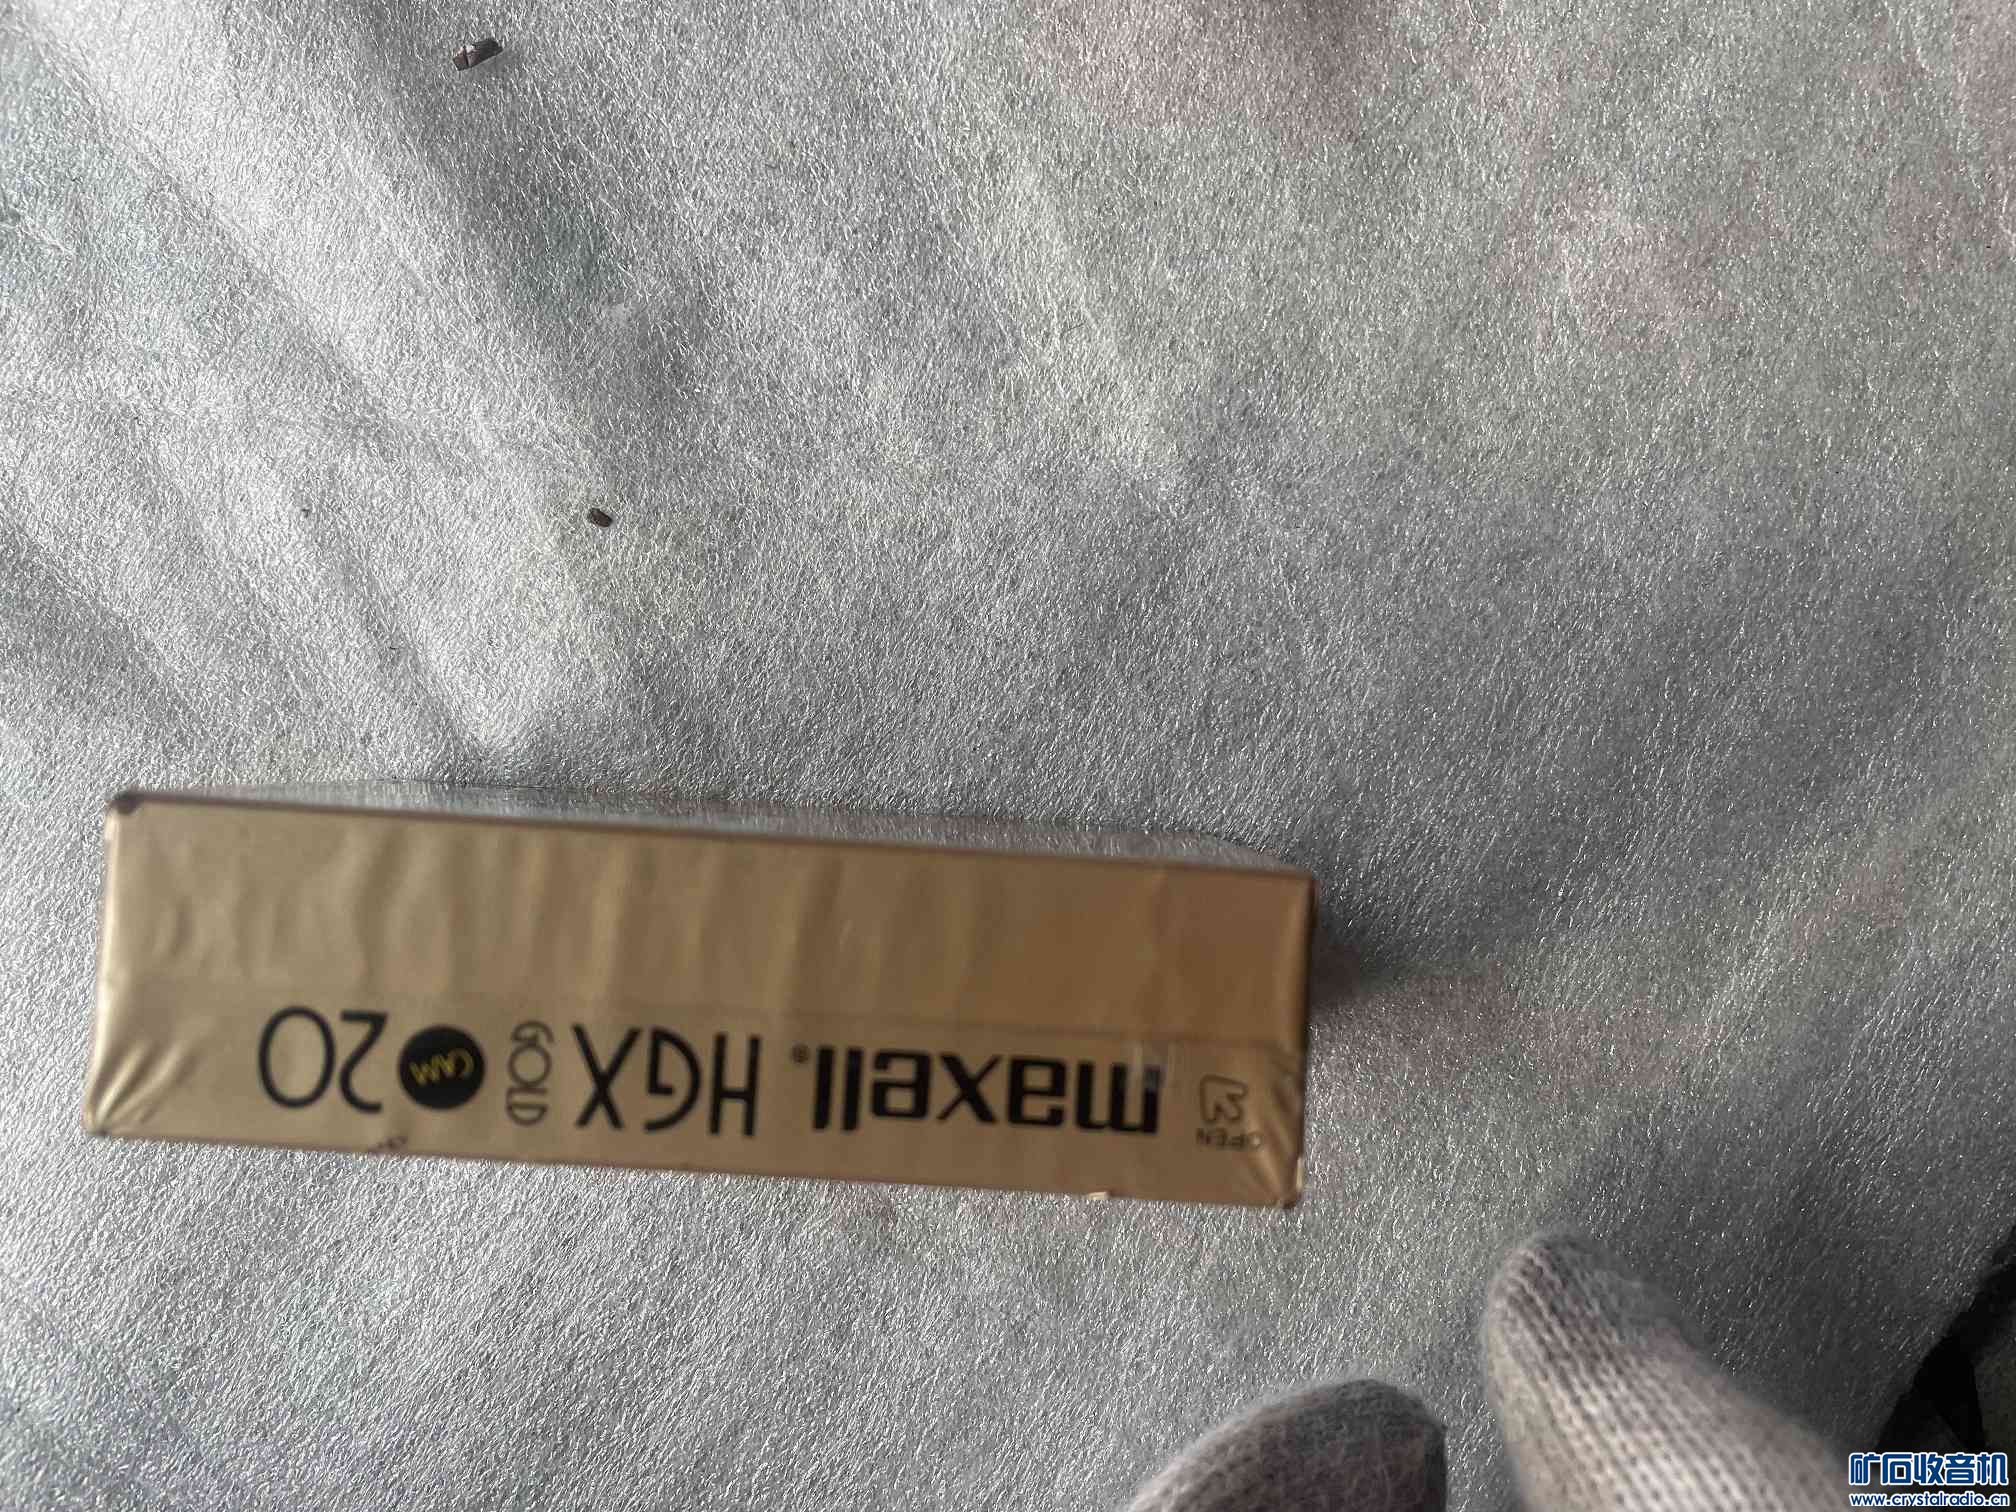 OPEN
maxell® HGX GOLD CAM 20
矿石收音机
www.crystalradio.cn